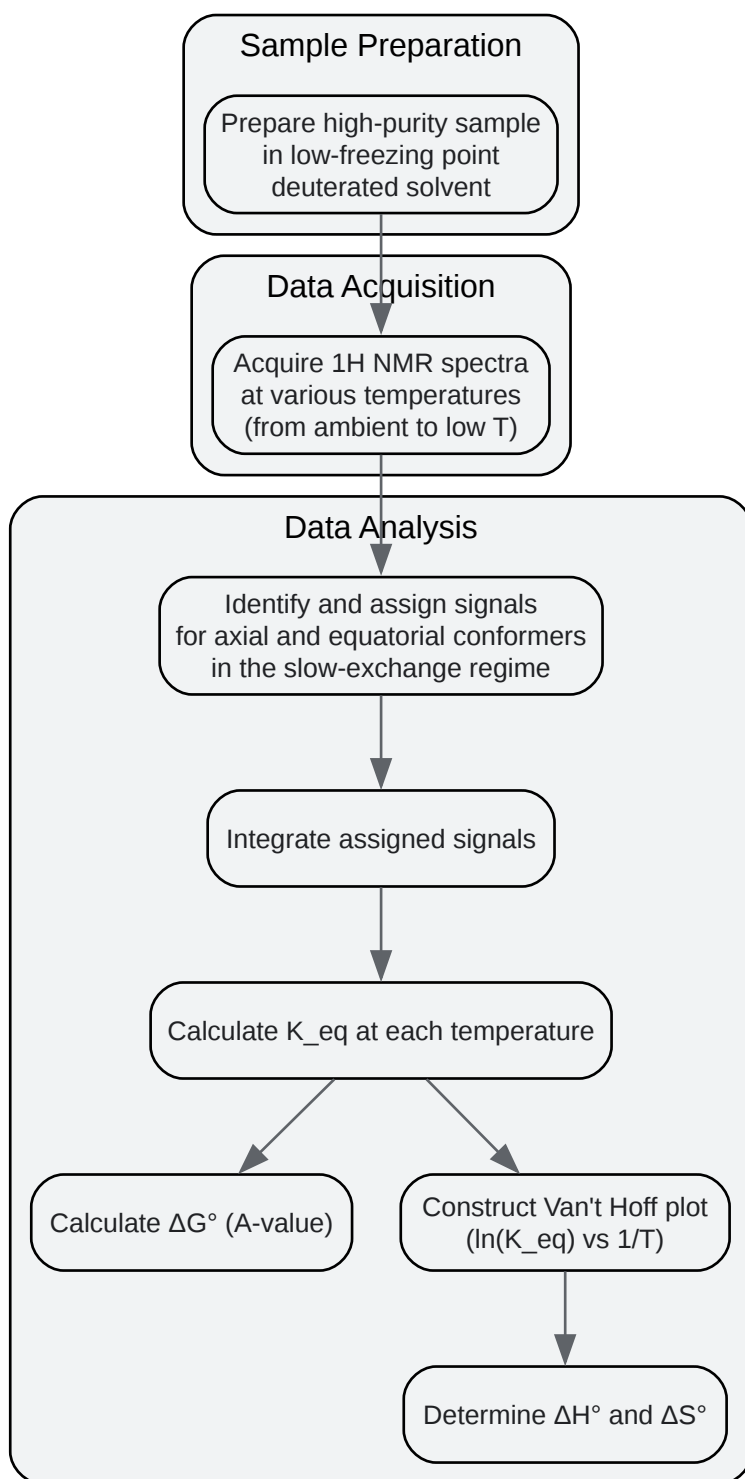 Sample Preparation
Prepare high-purity sample
in low-freezing point
deuterated solvent
Data Acquisition
Acquire 1H NMR spectra
at various temperatures
(from ambient to low T)
Data Analysis
Identify and assign signals
for axial and equatorial conformers
in the slow-exchange regime
Integrate assigned signals
Calculate K_eq at each temperature
Calculate ΔG° (A-value)
Construct Van't Hoff plot
(ln(K_eq) vs 1/T)
Determine ΔH° and ΔS°